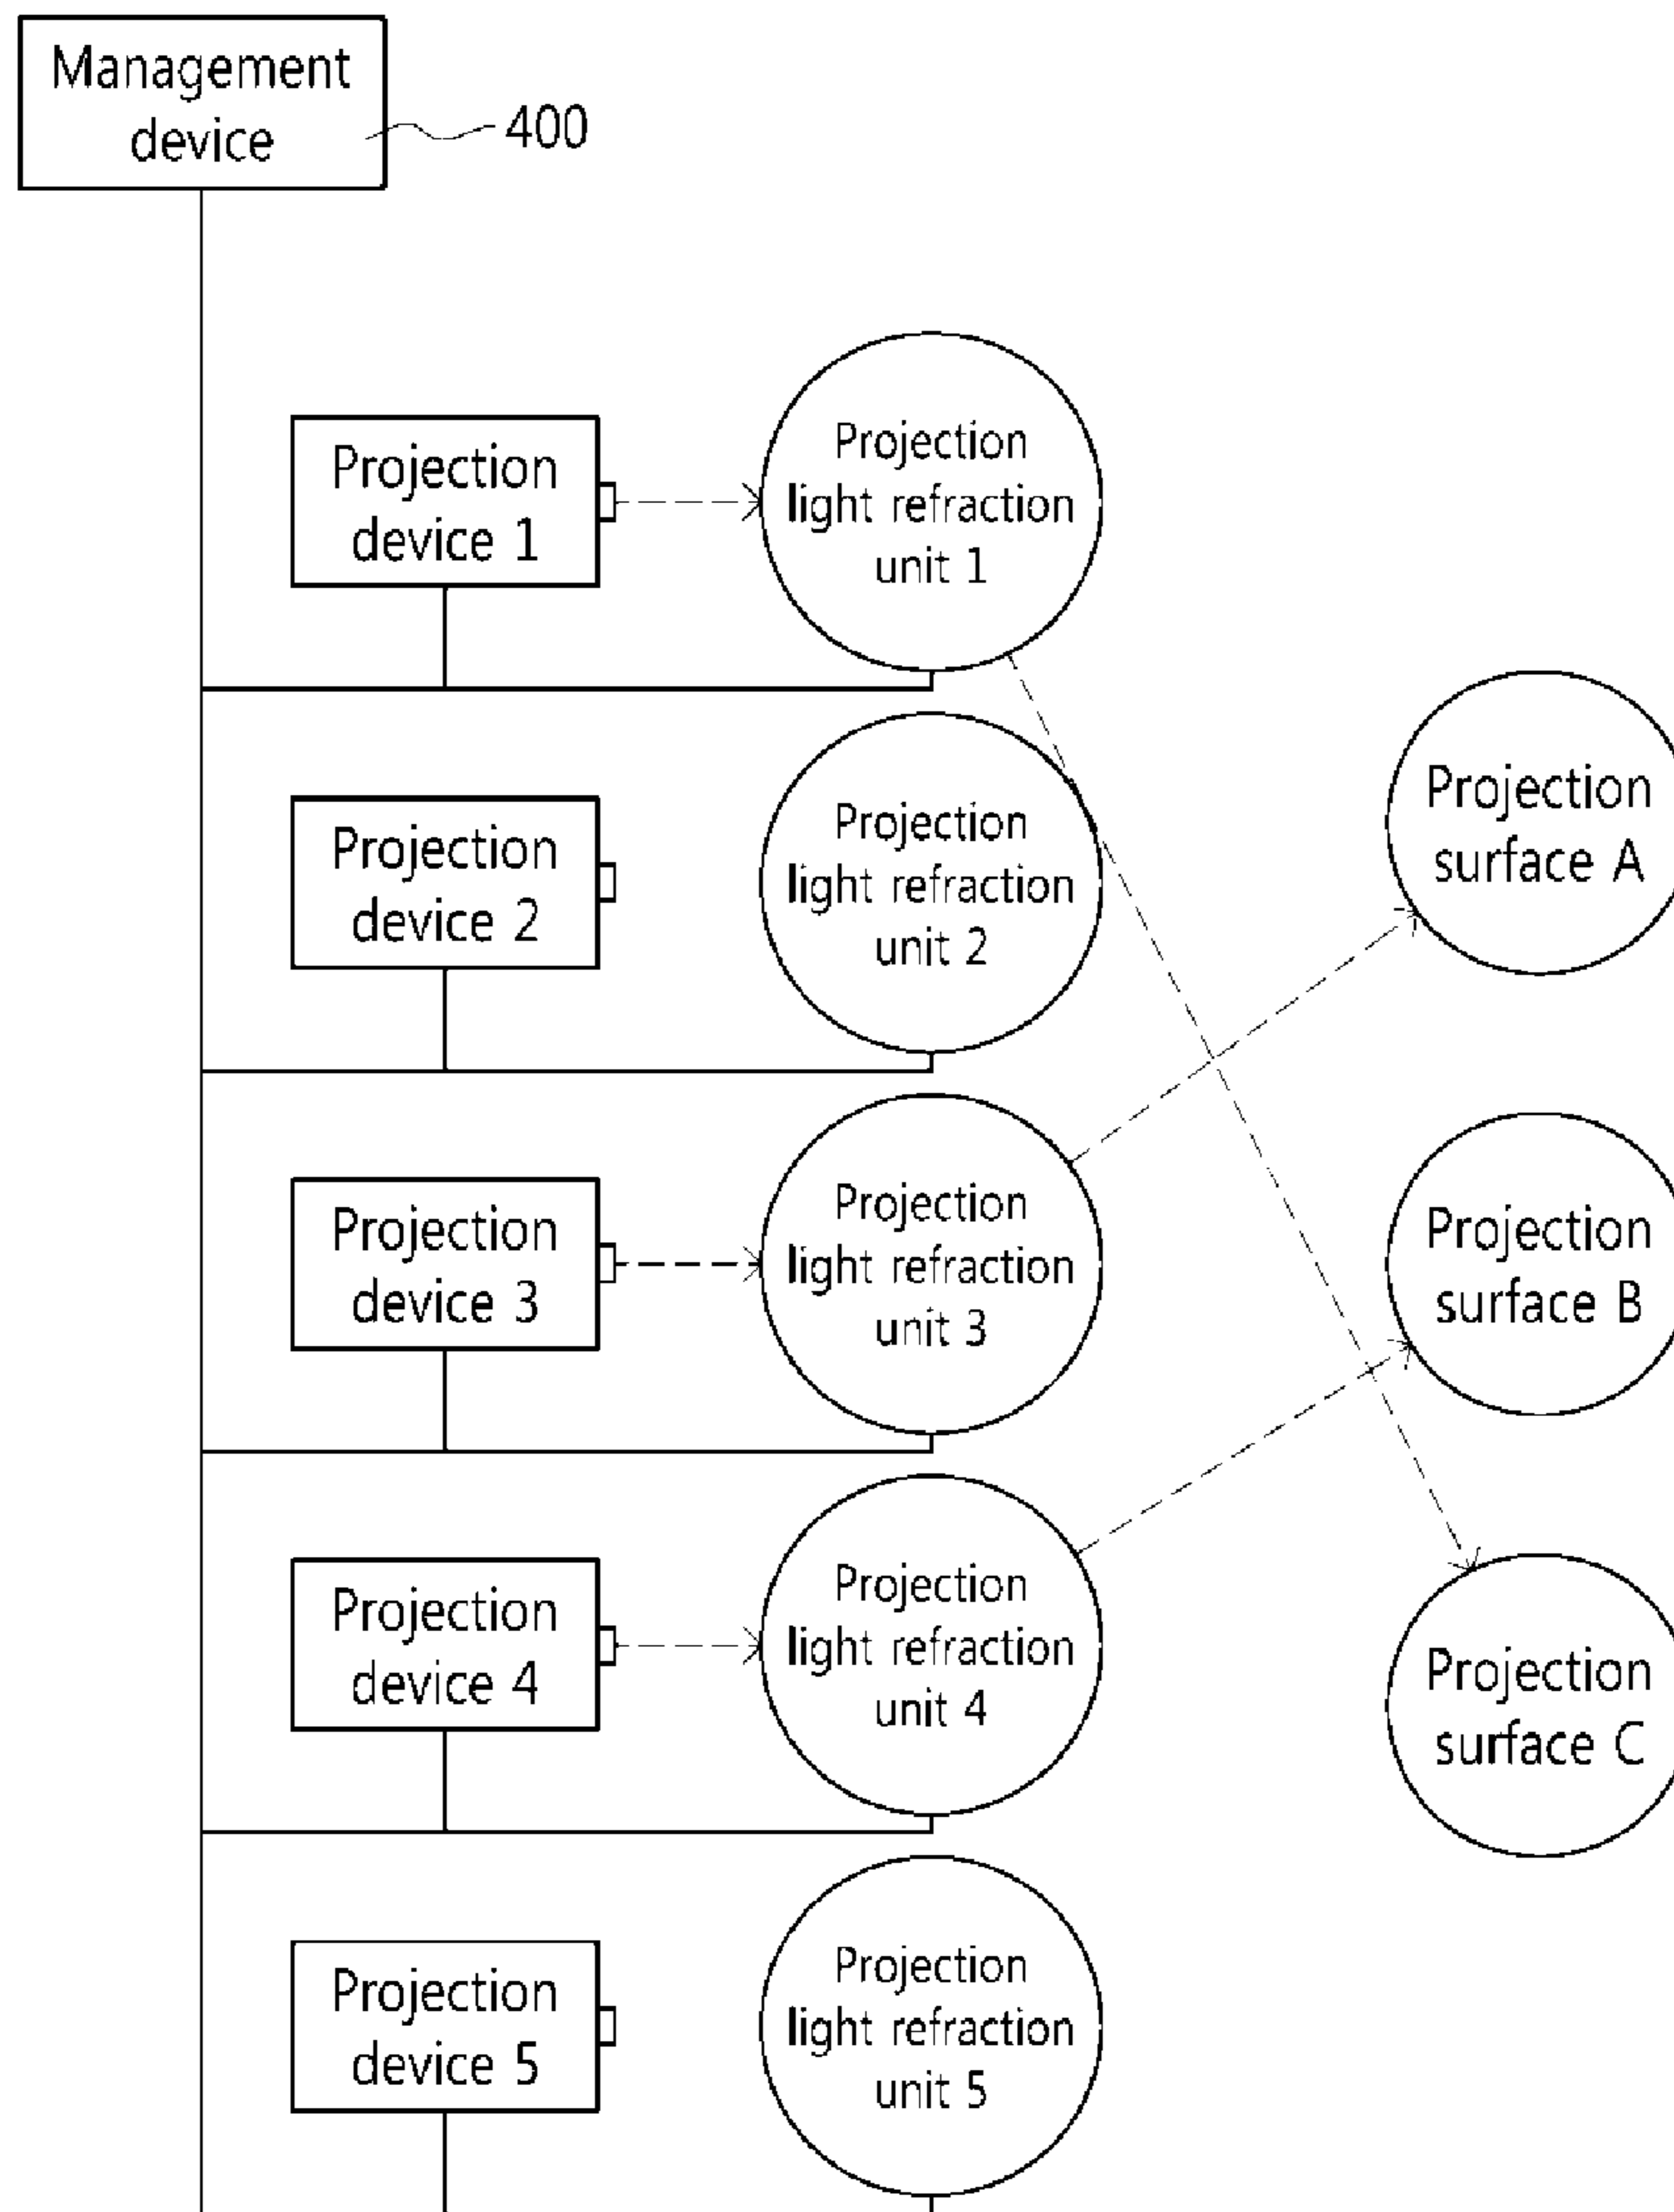 Management
device
400
Projection
device 1
Projection
light refraction
unit 1
Projection
device 2
Projection
light refraction
unit 2
Projection
surface A
Projection
device 3
Projection
light refraction
unit 3
Projection
surface B
Projection
device 4
Projection
light refraction
unit 4
Projection
surface C
Projection
device 5
Projection
light refraction
unit 5